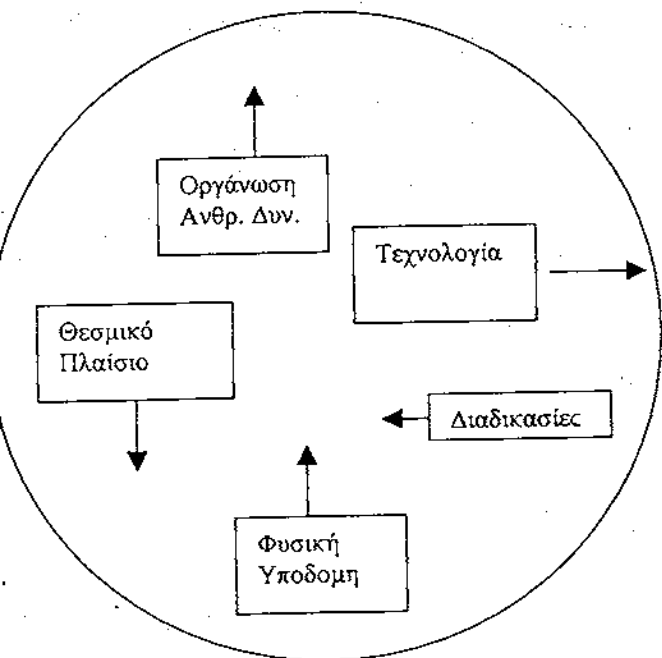 Οργάνωση
Ανθρ. Δυν.
Τεχνολογία
Θεσμικό
Πλαίσιο
Διαδικασίες
Φυσική
Υποδομη